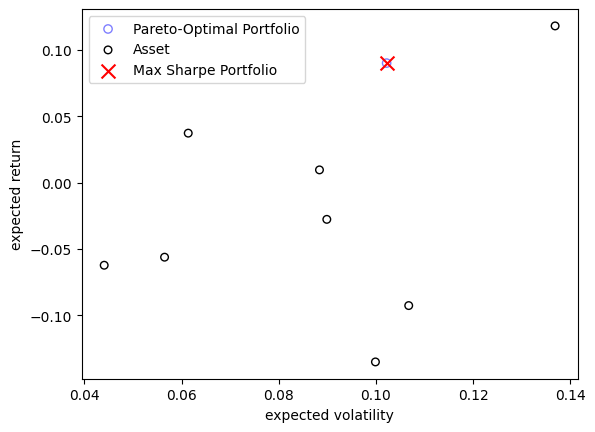 Pareto-Optimal Portfolio
Asset
Max Sharpe Portfolio
0.10
0.05
0.00
−0.05
−0.10
expected return
0.04
0.06
0.08
0.10
0.12
0.14
expected volatility